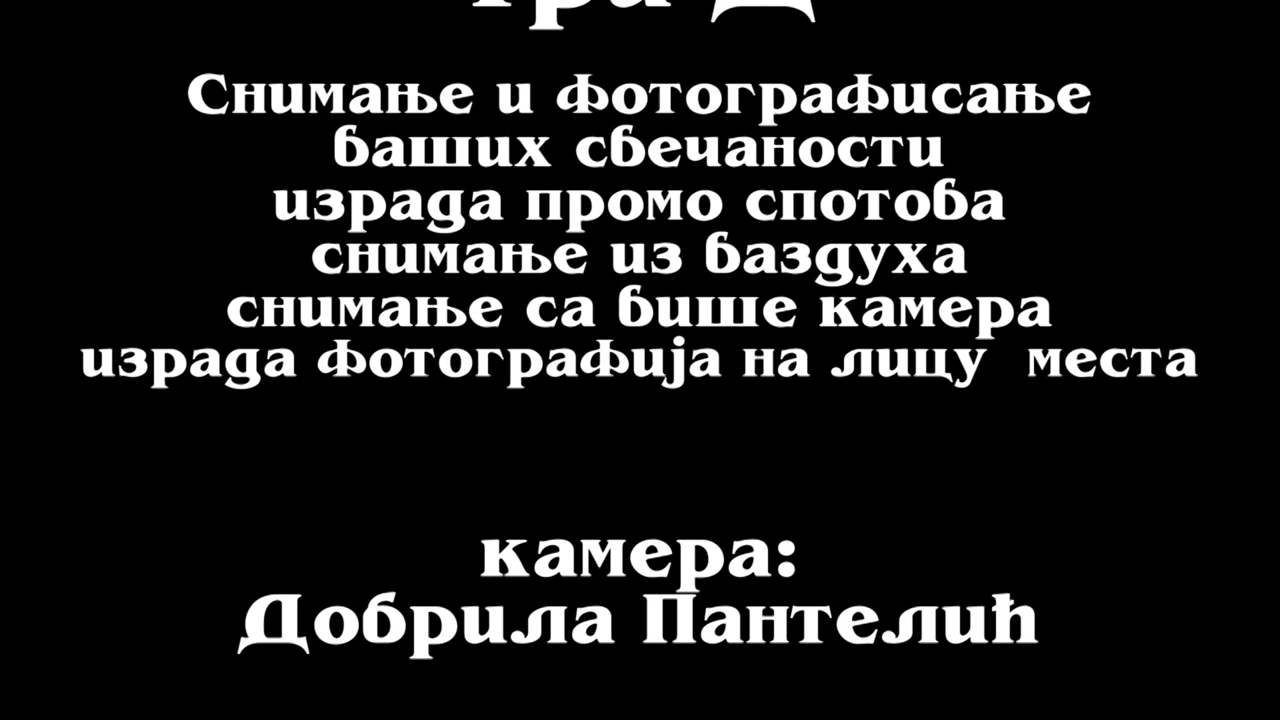 Снимање и фотографисање
ваших свечаности
израда промо спотова
снимање из ваздуха
снимање са више камера
израда фотографија на лицу места
камера:
Добрила Пантелић